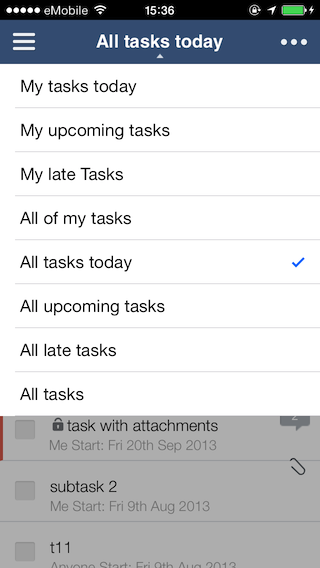 eMobile 15:36
All tasks today
My tasks today
My upcoming tasks
My late Tasks
All of my tasks
All tasks today
All upcoming tasks
All late tasks
All tasks
task with attachments
2
Me Start: Fri 20th Sep 2013
subtask 2
Me Start: Fri 9th Aug 2013
t11
Anyone Start: Fri 9th Aug 2013